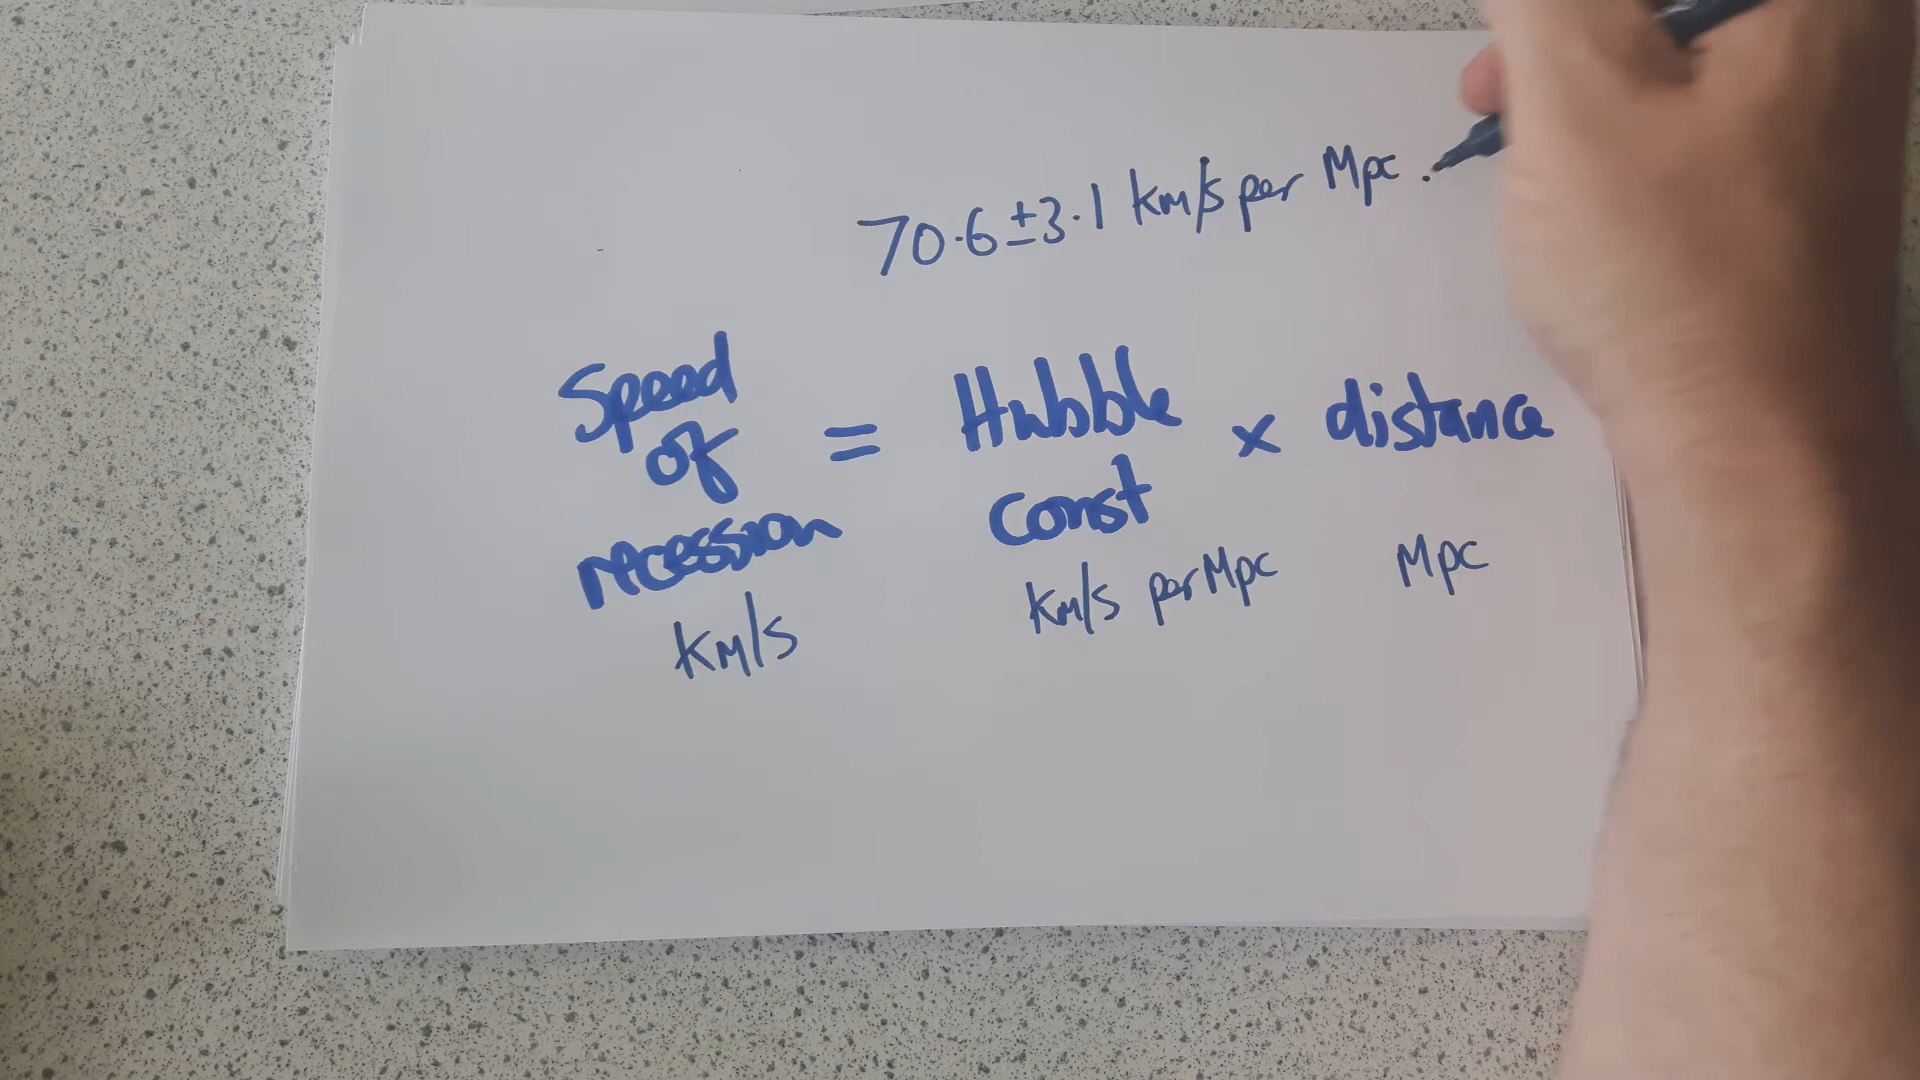 70.6 ± 3.1 km/s per Mpc.
Speed of recession = Hubble const × distance
km/s km/s per Mpc Mpc